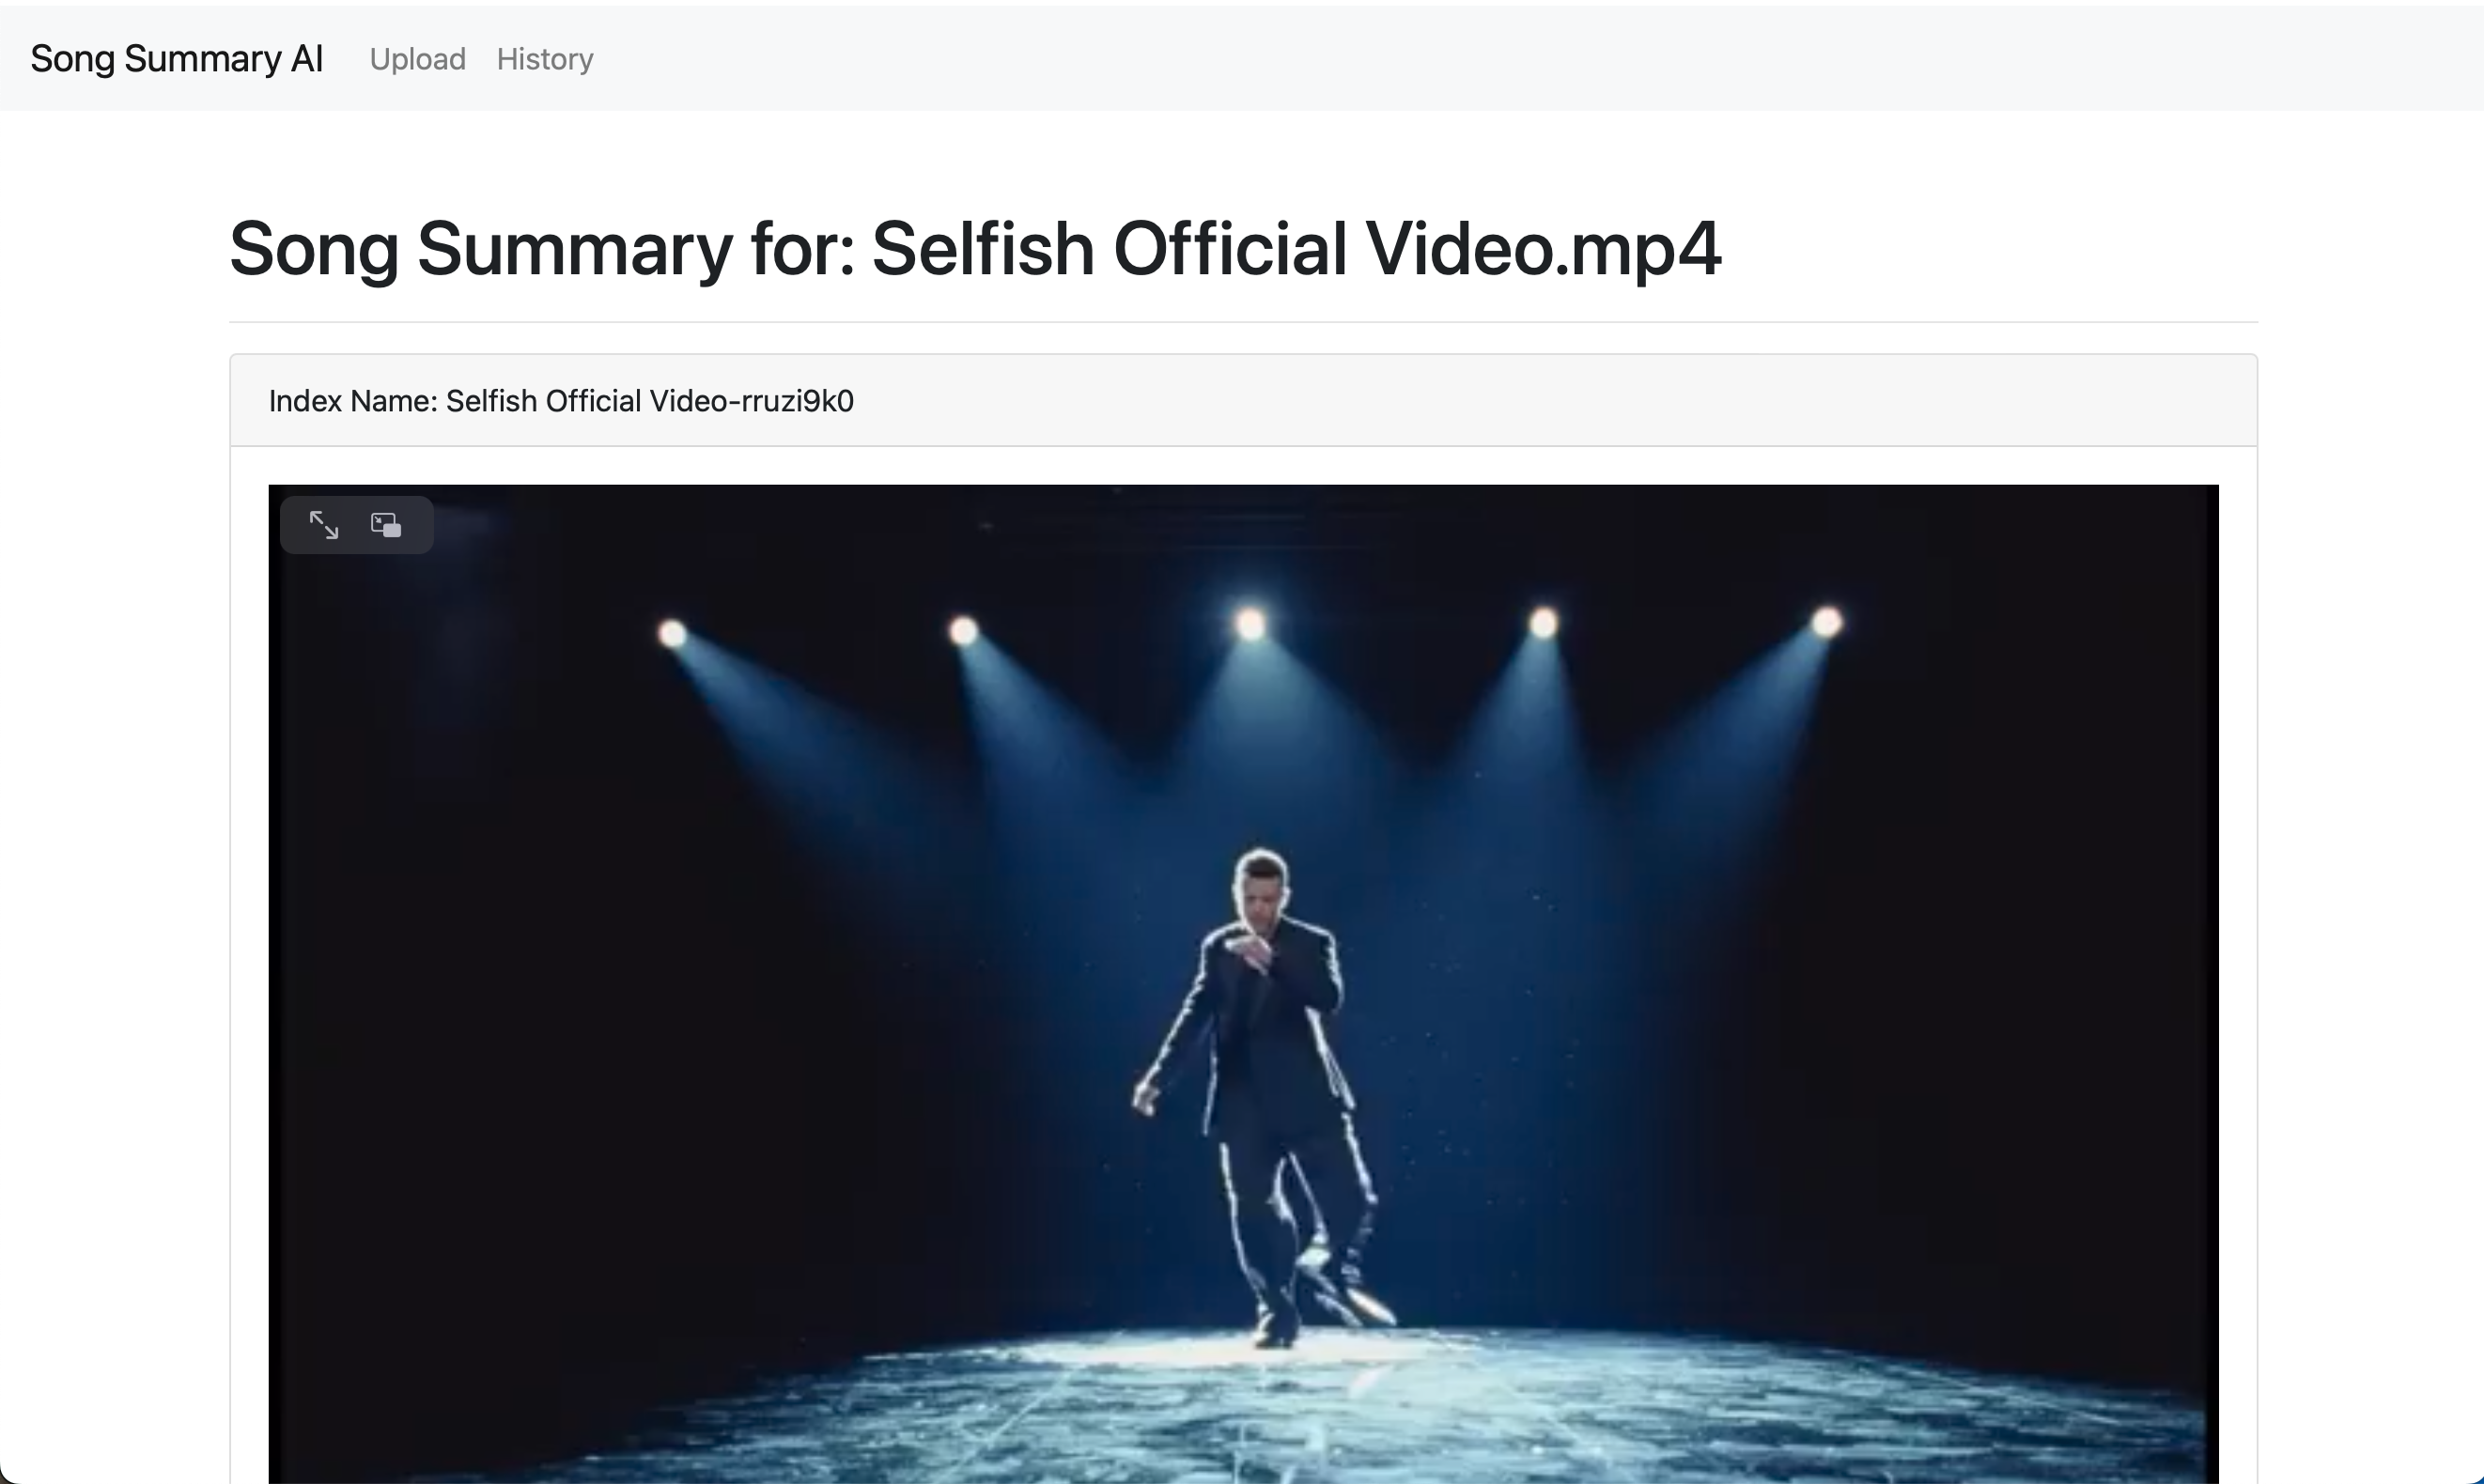 Song Summary AI Upload History
Song Summary for: Selfish Official Video.mp4
Index Name: Selfish Official Video-rruzi9k0